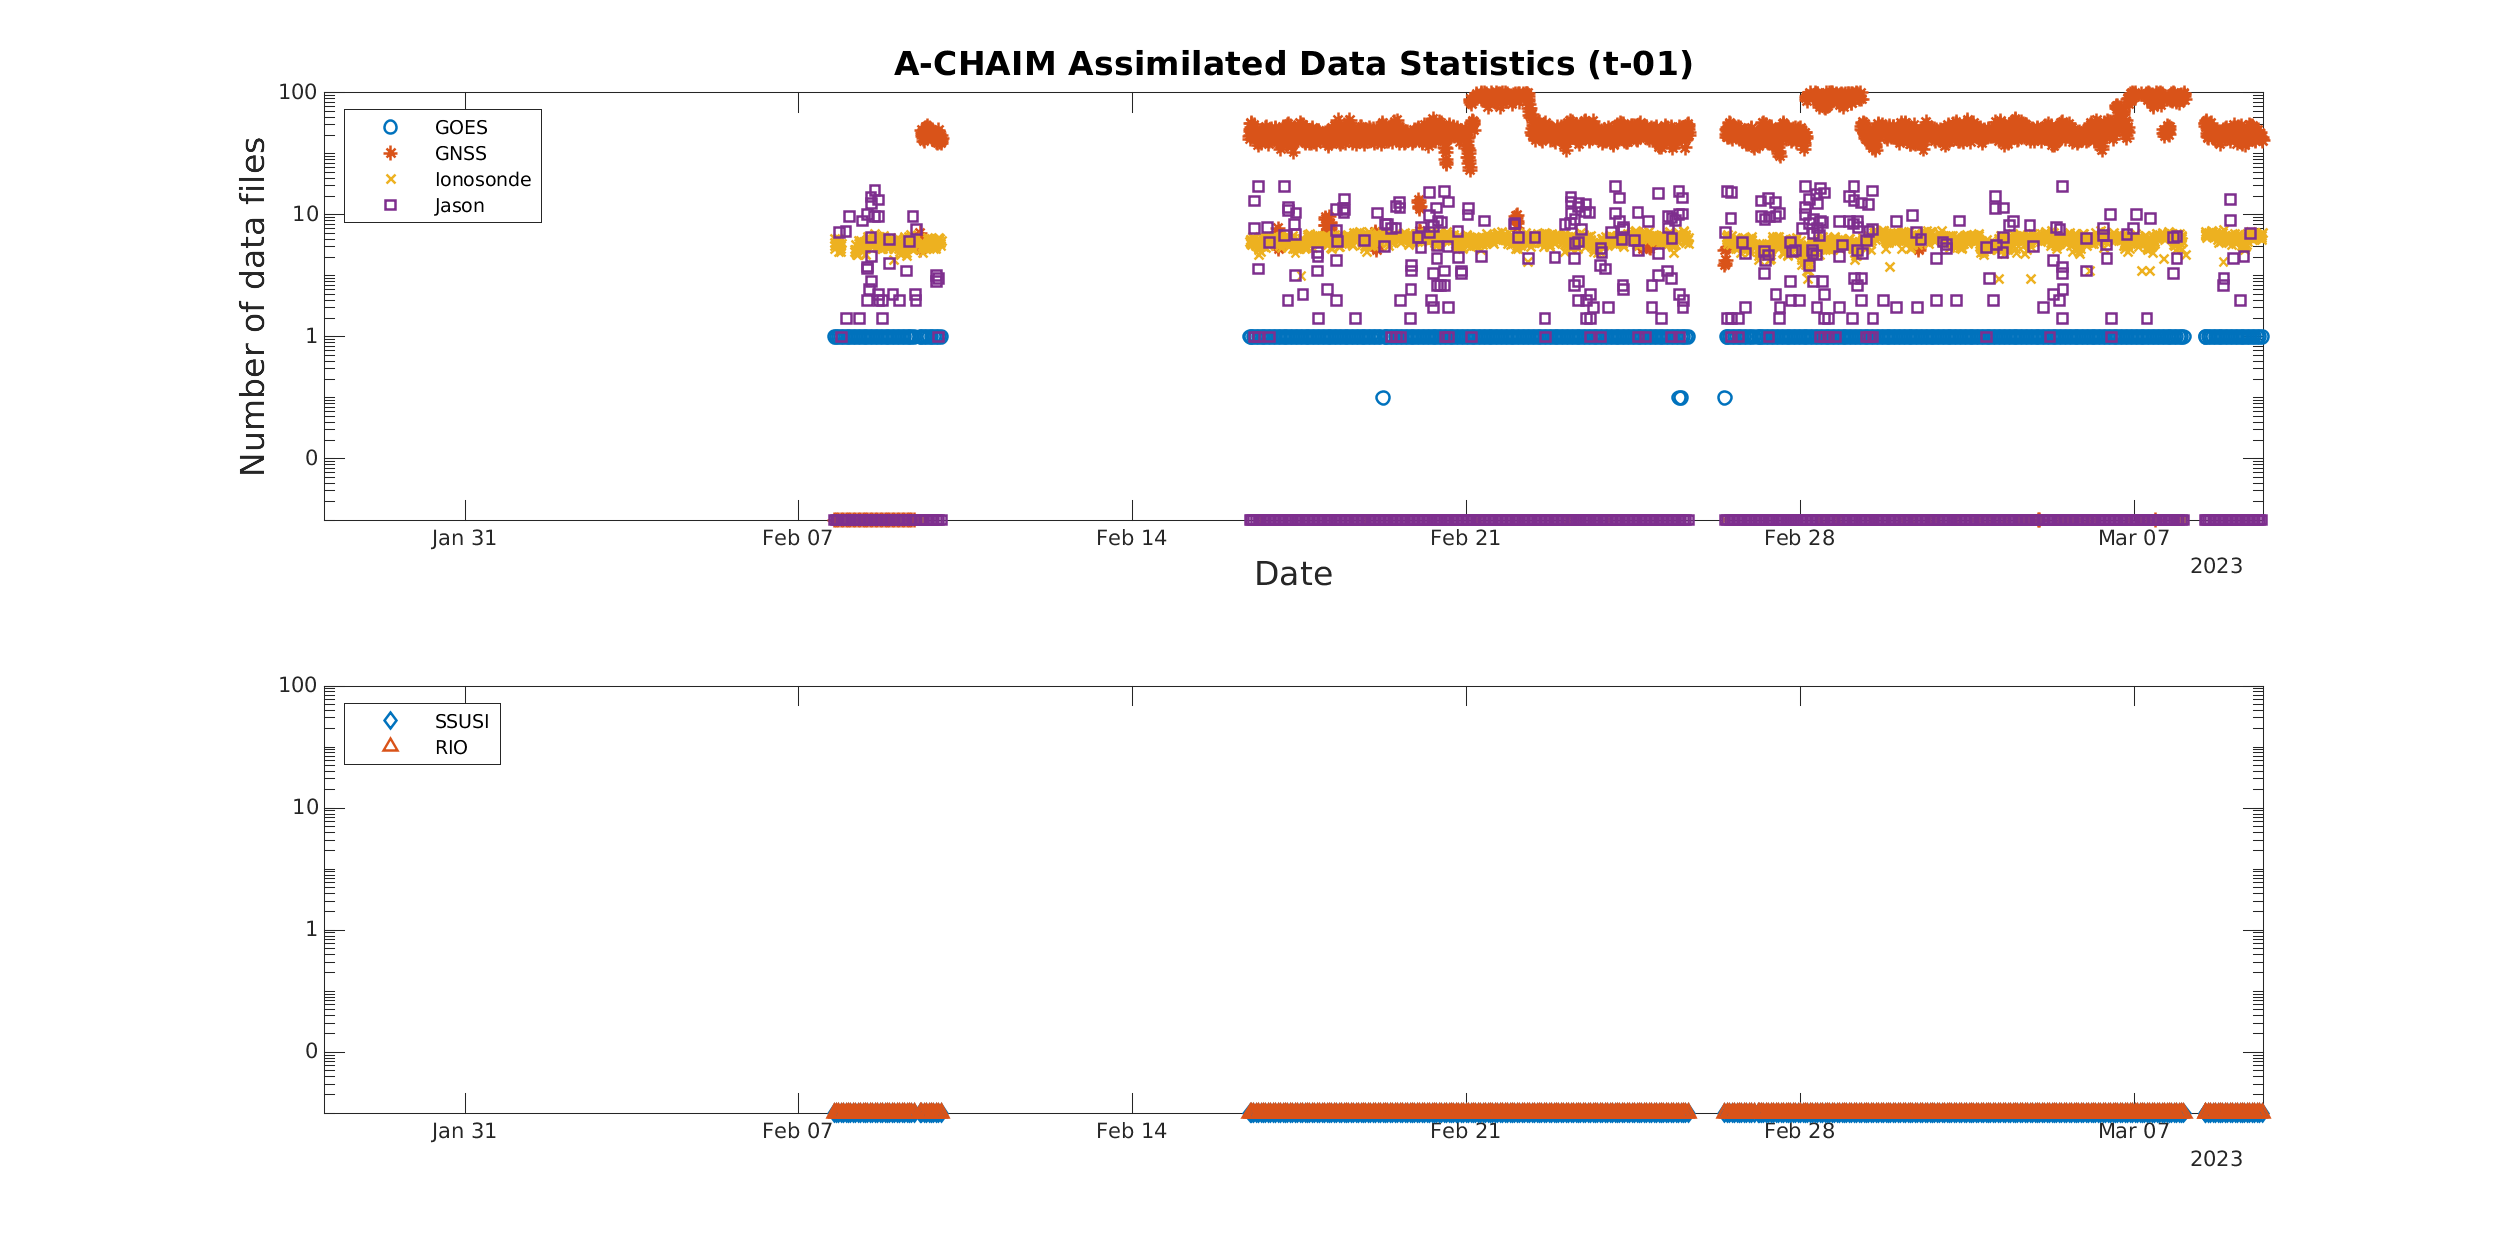 A-CHAIM Assimilated Data Statistics (t-01)
Number of data files
100
10
1
0
GOES
GNSS
Ionosonde
Jason
Jan 31 Feb 07 Feb 14 Feb 21 Feb 28 Mar 07
2023
Date
100
10
1
0
SSUSI
RIO
Jan 31 Feb 07 Feb 14 Feb 21 Feb 28 Mar 07
2023